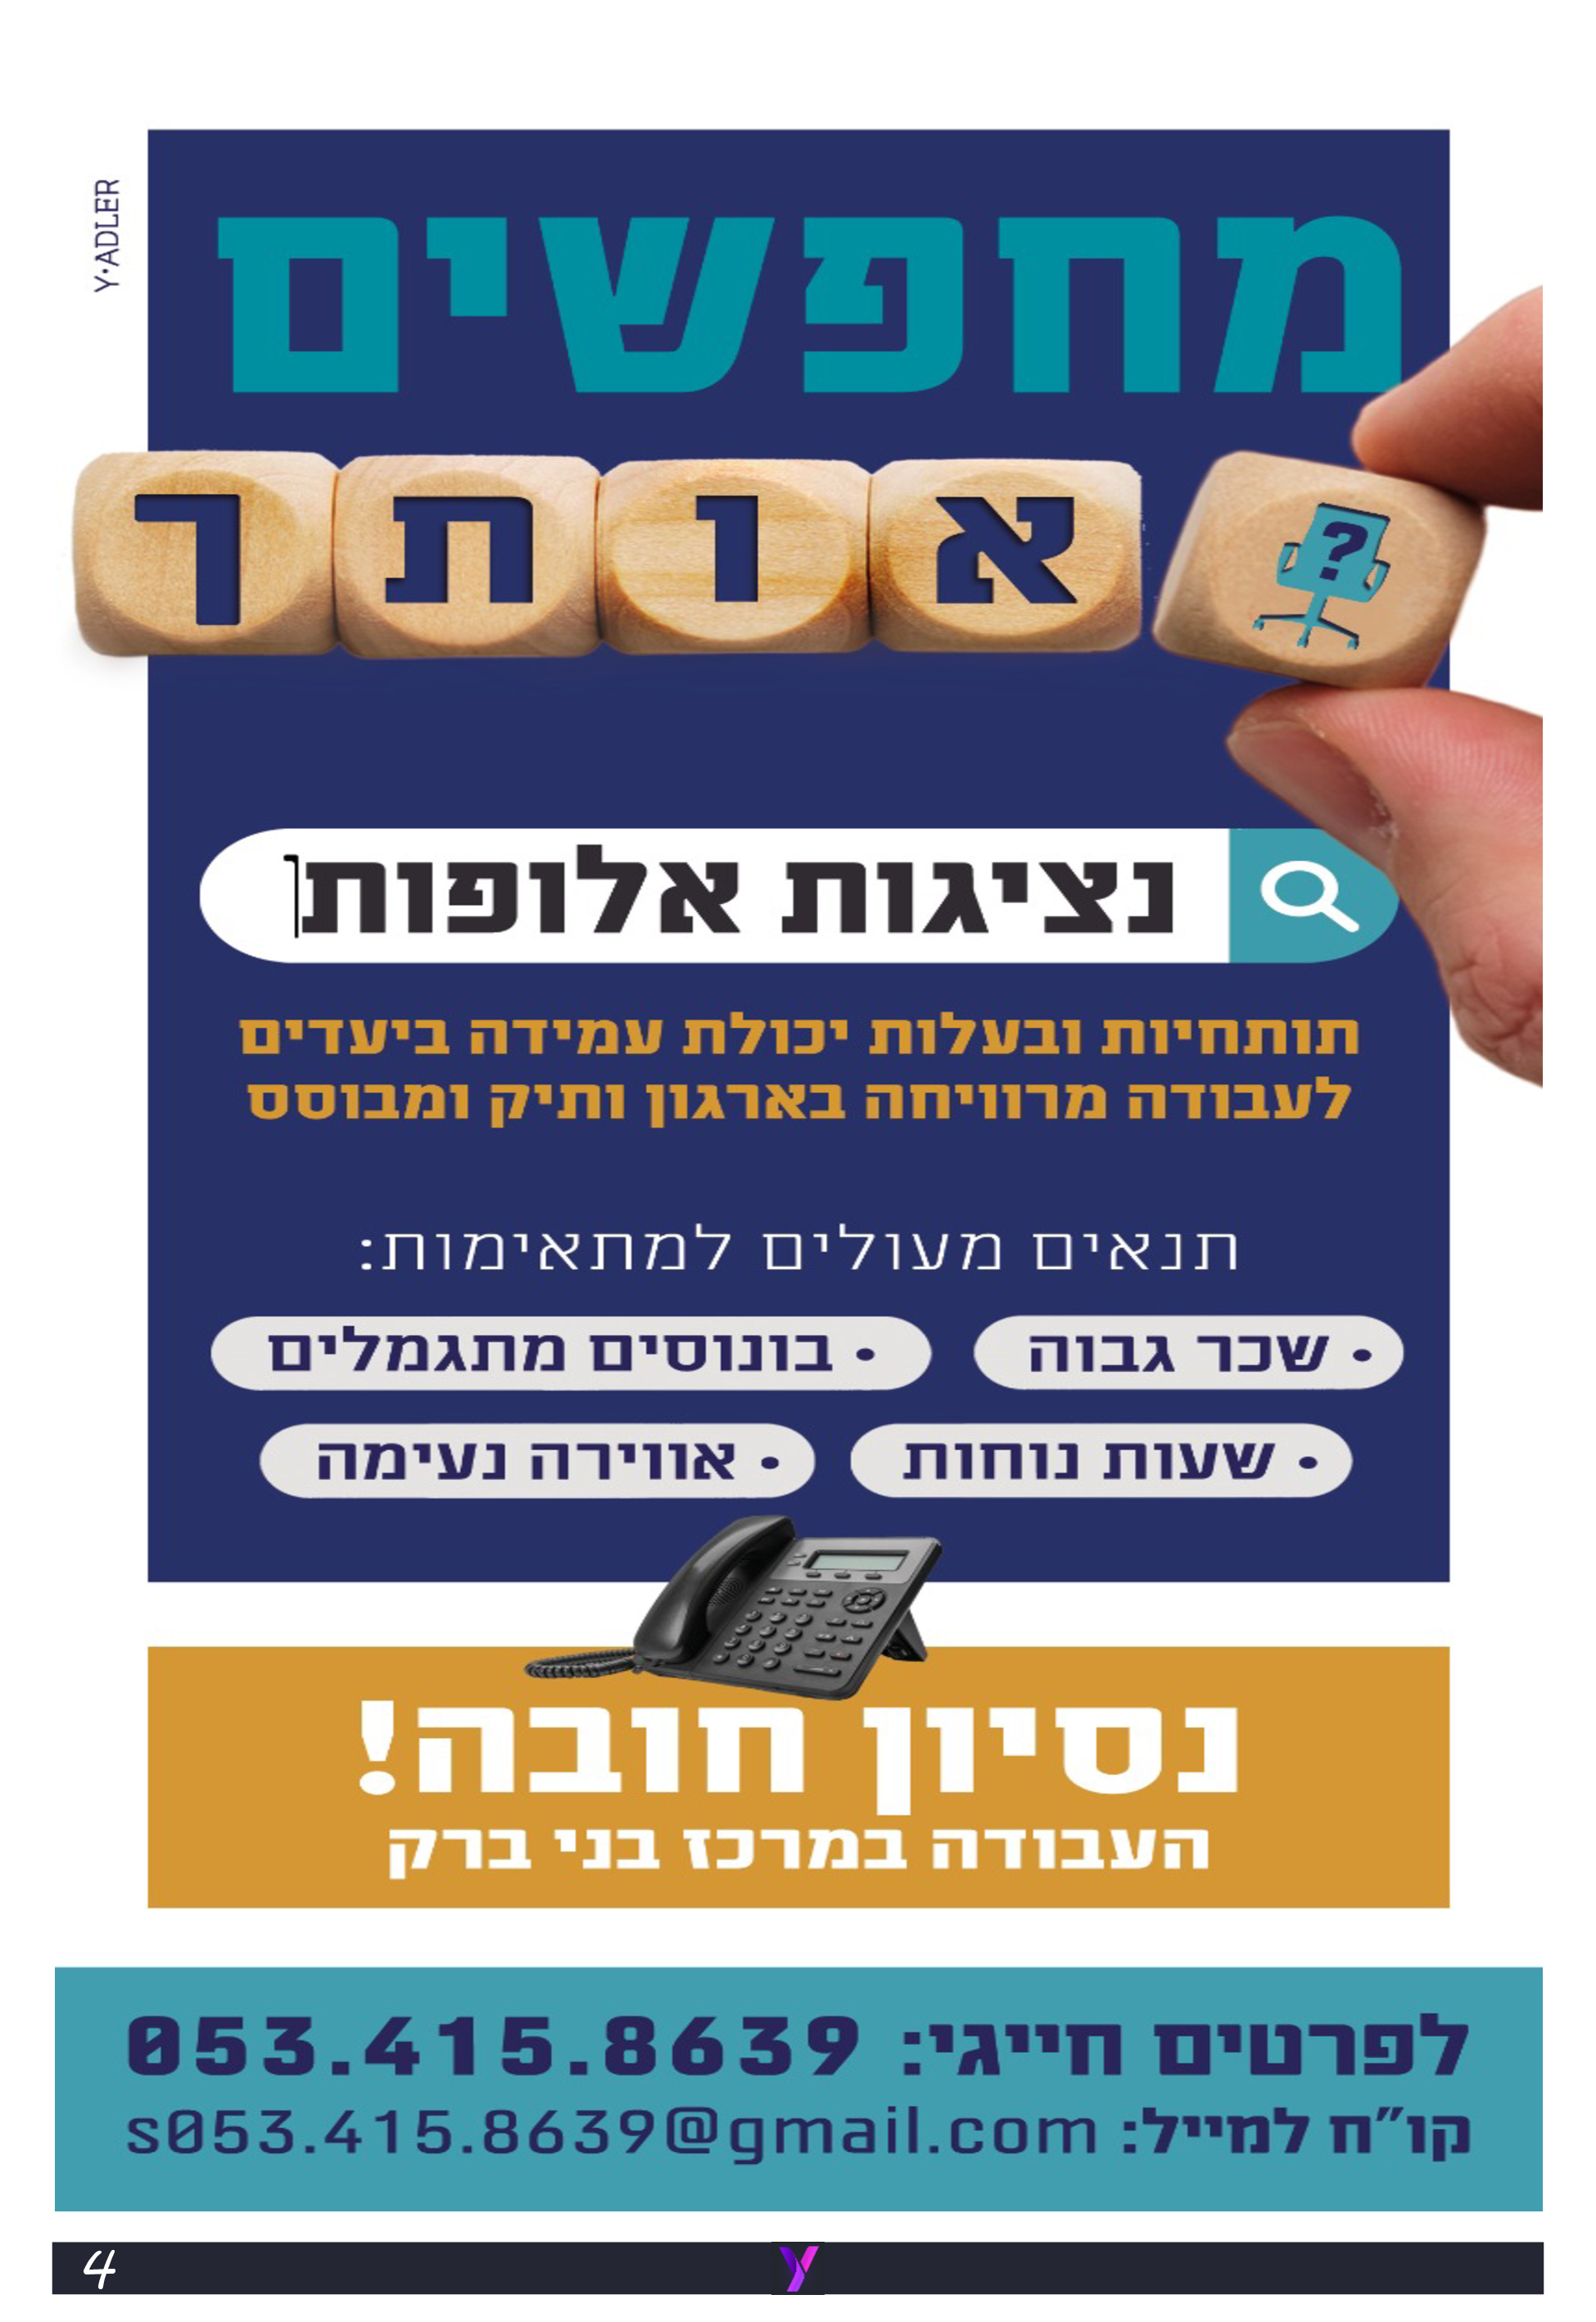 Y·ADLER
מחפשים
אותך
?
נציגות אלופות
תותחיות ובעלות יכולת עמידה ביעדים
לעבודה מרוויחה בארגון ותיק ומבוסס
תנאים מעולים למתאימות:
• שכר גבוה • בונוסים מתגמלים
• שעות נוחות • אווירה נעימה
נסיון חובה!
העבודה במרכז בני ברק
לפרטים חייגי: 053.415.8639
קו״ח למייל: s053.415.8639@gmail.com
4